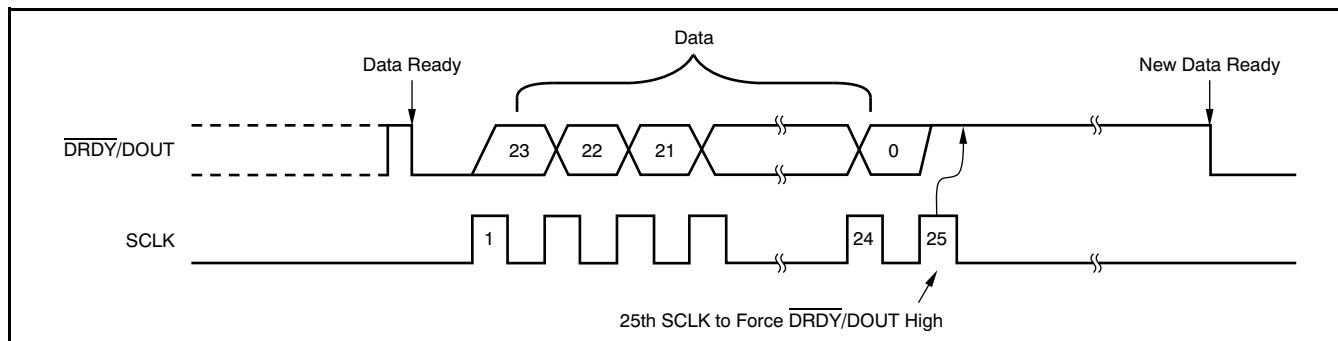 Data
Data Ready
New Data Ready
DRDY/DOUT
23 22 21 0
SCLK
1 24 25
25th SCLK to Force DRDY/DOUT High